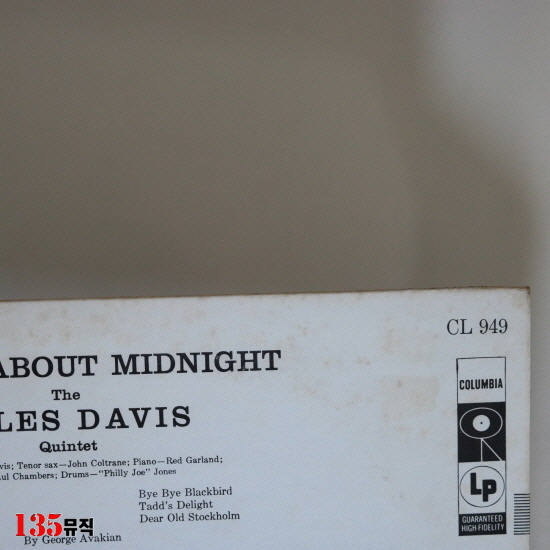 CL 949
ABOUT MIDNIGHT
The
LES DAVIS
Quintet
vis; Tenor sax—John Coltrane; Piano—Red Garland;
ul Chambers; Drums—"Philly Joe" Jones
Bye Bye Blackbird
Tadd's Delight
Dear Old Stockholm
By George Avakian
COLUMBIA
LP
GUARANTEED
HIGH FIDELITY
135뮤직